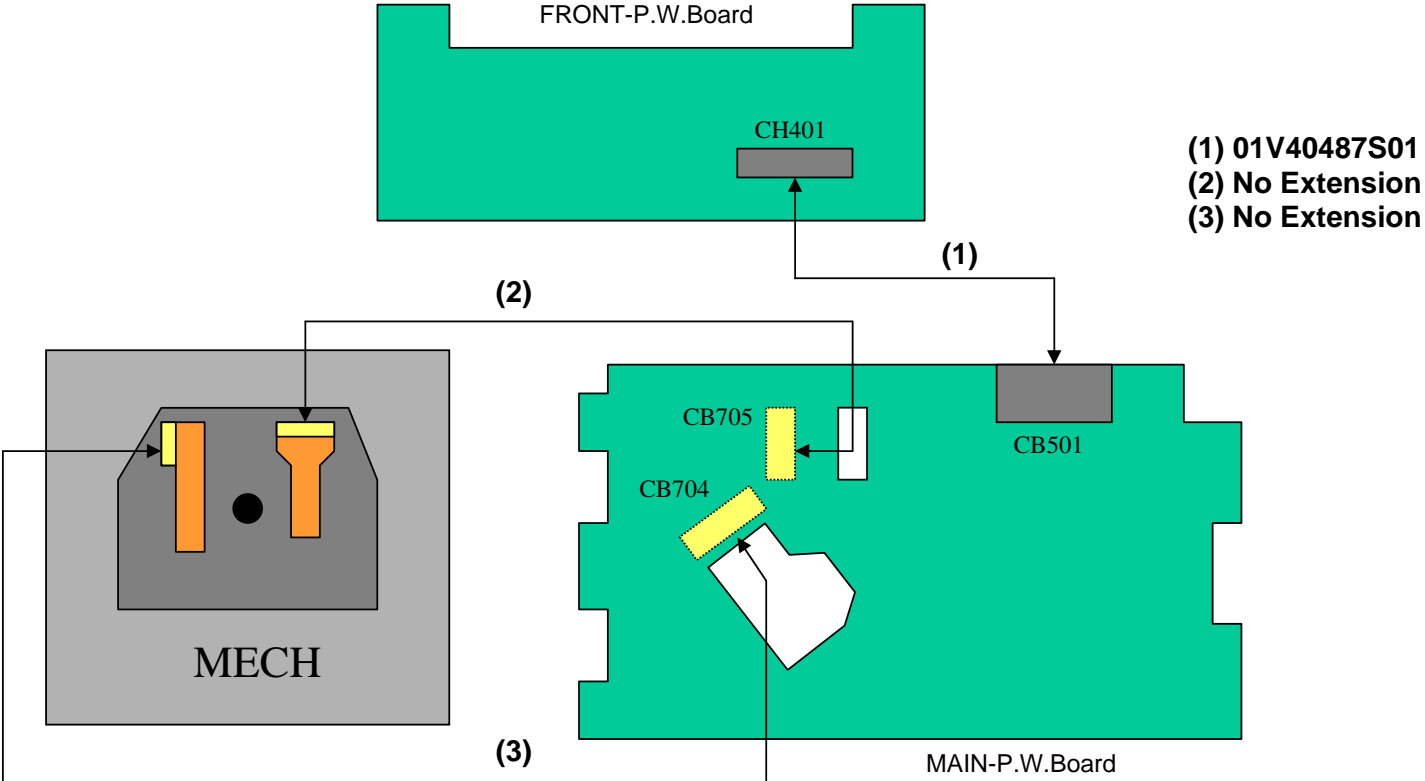 FRONT-P.W.Board
CH401
(1) 01V40487S01
(2) No Extension
(3) No Extension
(1)
(2)
CB705
CB501
CB704
MECH
(3)
MAIN-P.W.Board